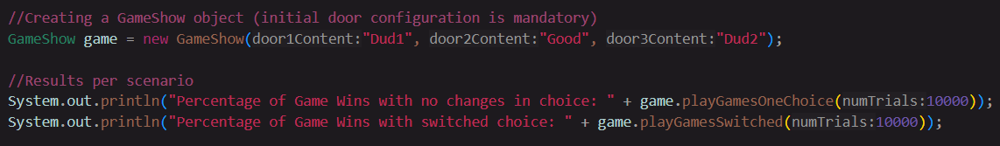 //Creating a GameShow object (initial door configuration is mandatory)
GameShow game = new GameShow(door1Content:"Dud1", door2Content:"Good", door3Content:"Dud2");
//Results per scenario
System.out.println("Percentage of Game Wins with no changes in choice: " + game.playGamesOneChoice(numTrials:10000));
System.out.println("Percentage of Game Wins with switched choice: " + game.playGamesSwitched(numTrials:10000));